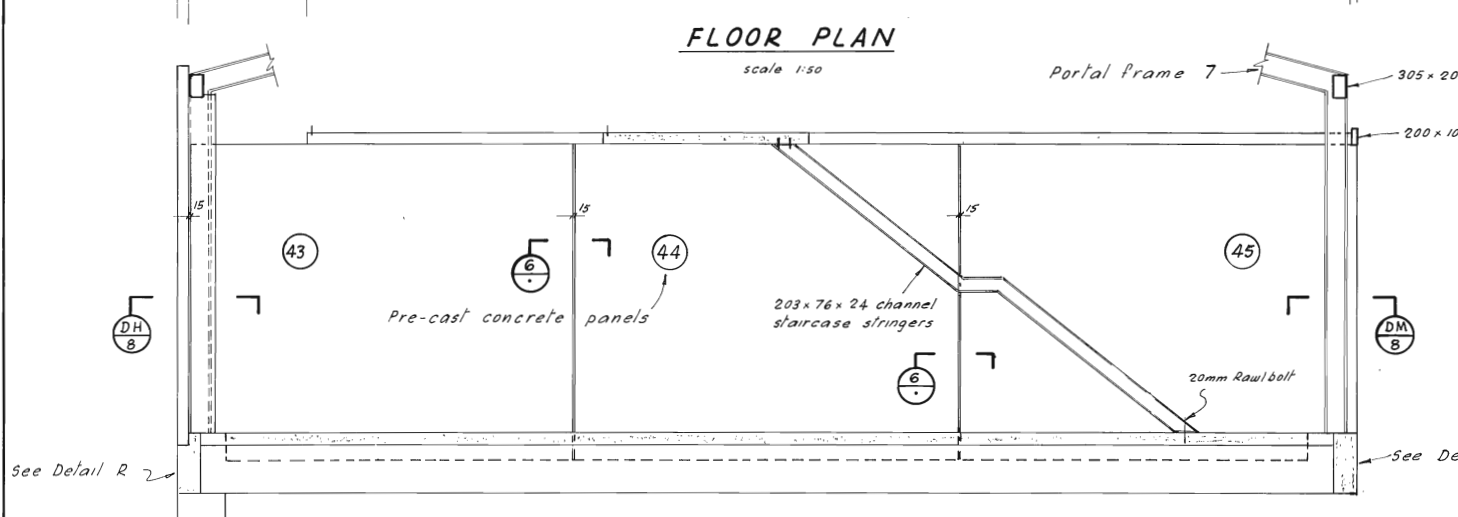 FLOOR PLAN
scale 1:50
Portal frame 7
305 × 20
200 × 10
15
15
15
43
44
45
6
Pre-cast concrete panels
203 × 76 × 24 channel
staircase stringers
DH
8
DM
8
6
20mm Rawlbolt
See Detail R
See De